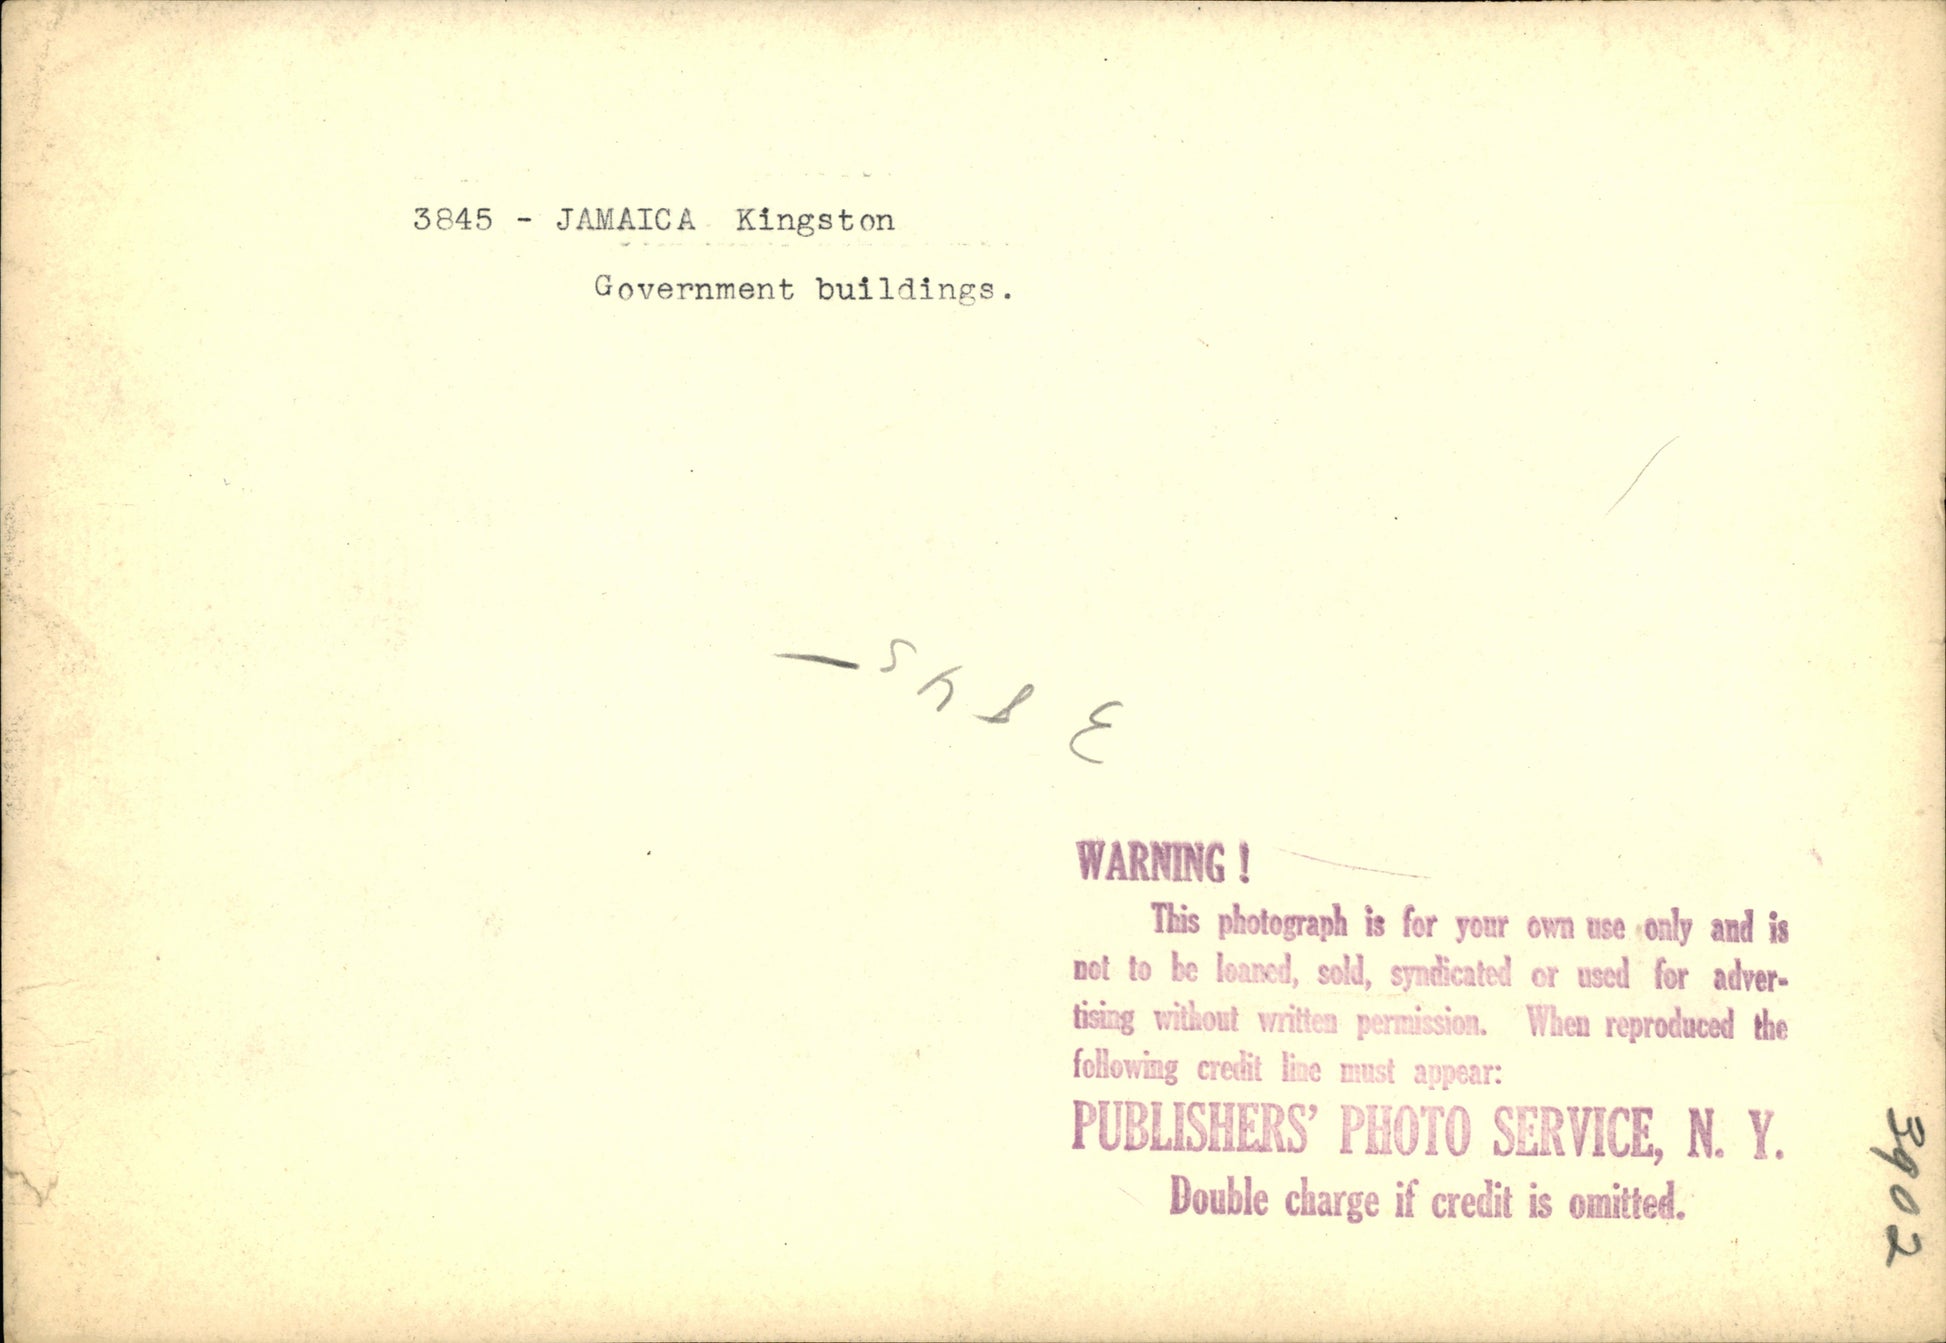 3845 - JAMAICA Kingston
Government buildings.
3845 —
WARNING !
This photograph is for your own use only and is
not to be loaned, sold, syndicated or used for adver-
tising without written permission. When reproduced the
following credit line must appear:
PUBLISHERS' PHOTO SERVICE, N. Y.
Double charge if credit is omitted.
3902